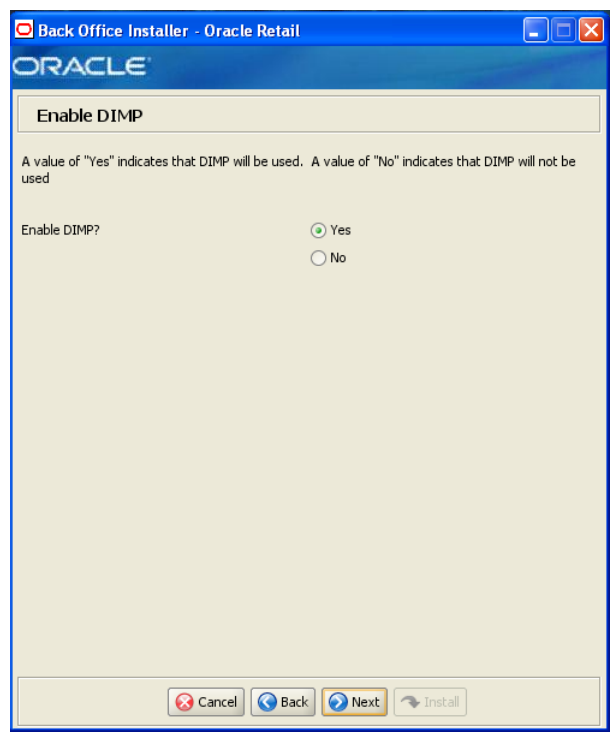 Back Office Installer - Oracle Retail
ORACLE
Enable DIMP
A value of "Yes" indicates that DIMP will be used. A value of "No" indicates that DIMP will not be
used
Enable DIMP?
Yes
No
Cancel
Back
Next
Install